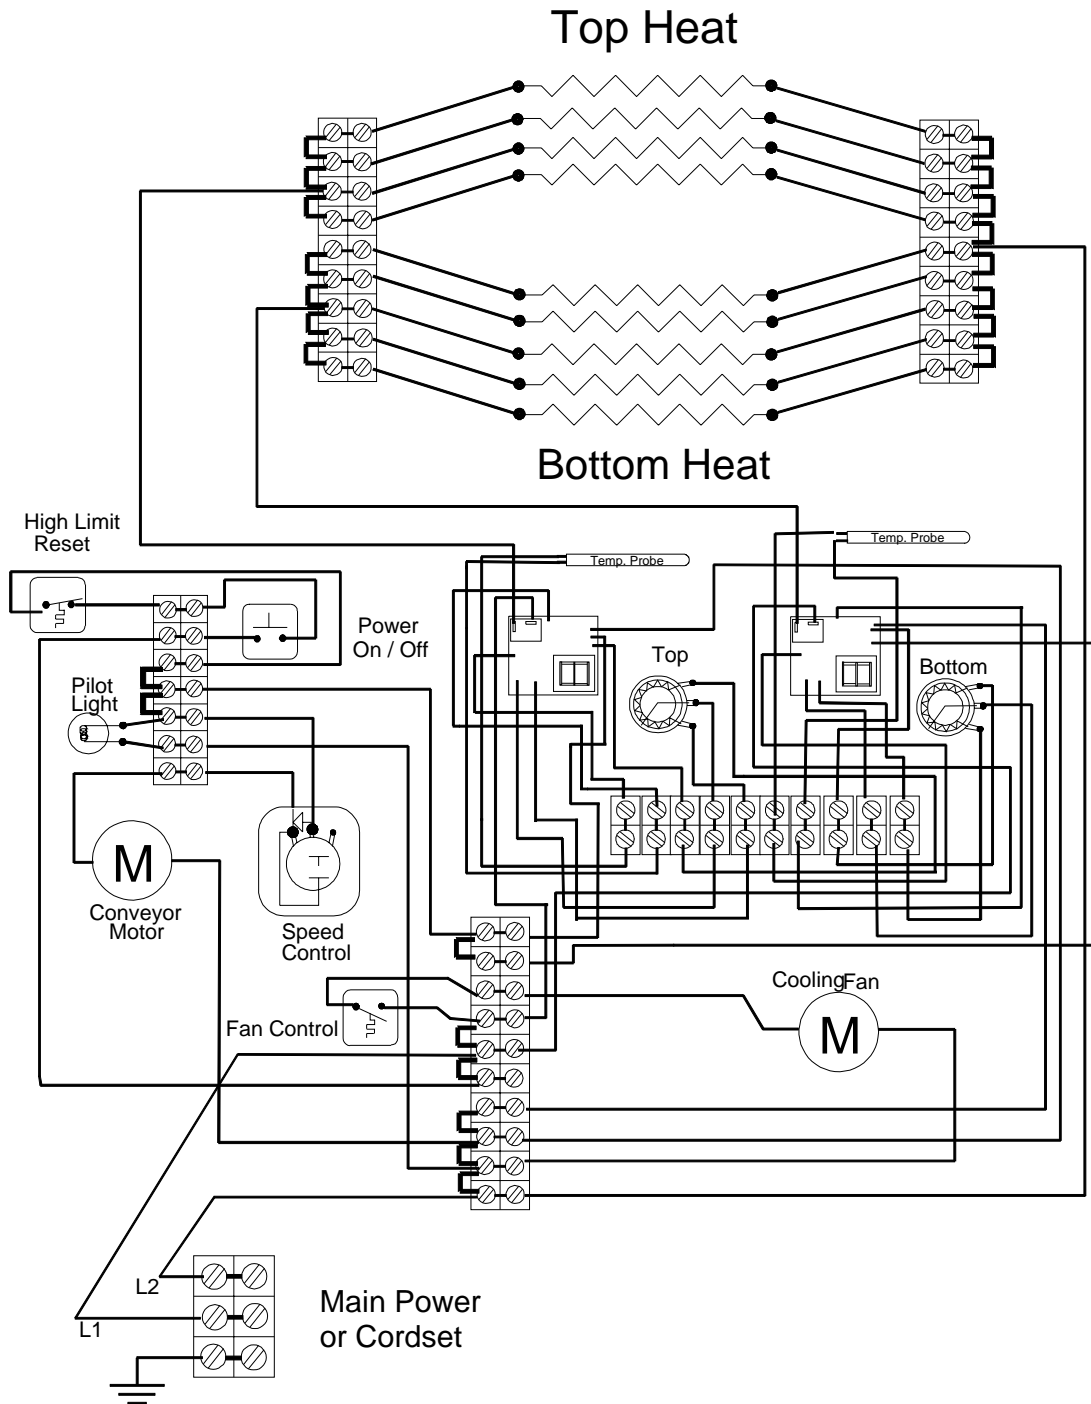 Top Heat
Bottom Heat
High Limit
Reset
Temp. Probe
Temp. Probe
Power
On / Off
Top
Bottom
Pilot
Light
M
Conveyor
Motor
Speed
Control
Cooling Fan
Fan Control
M
L2
L1
Main Power
or Cordset